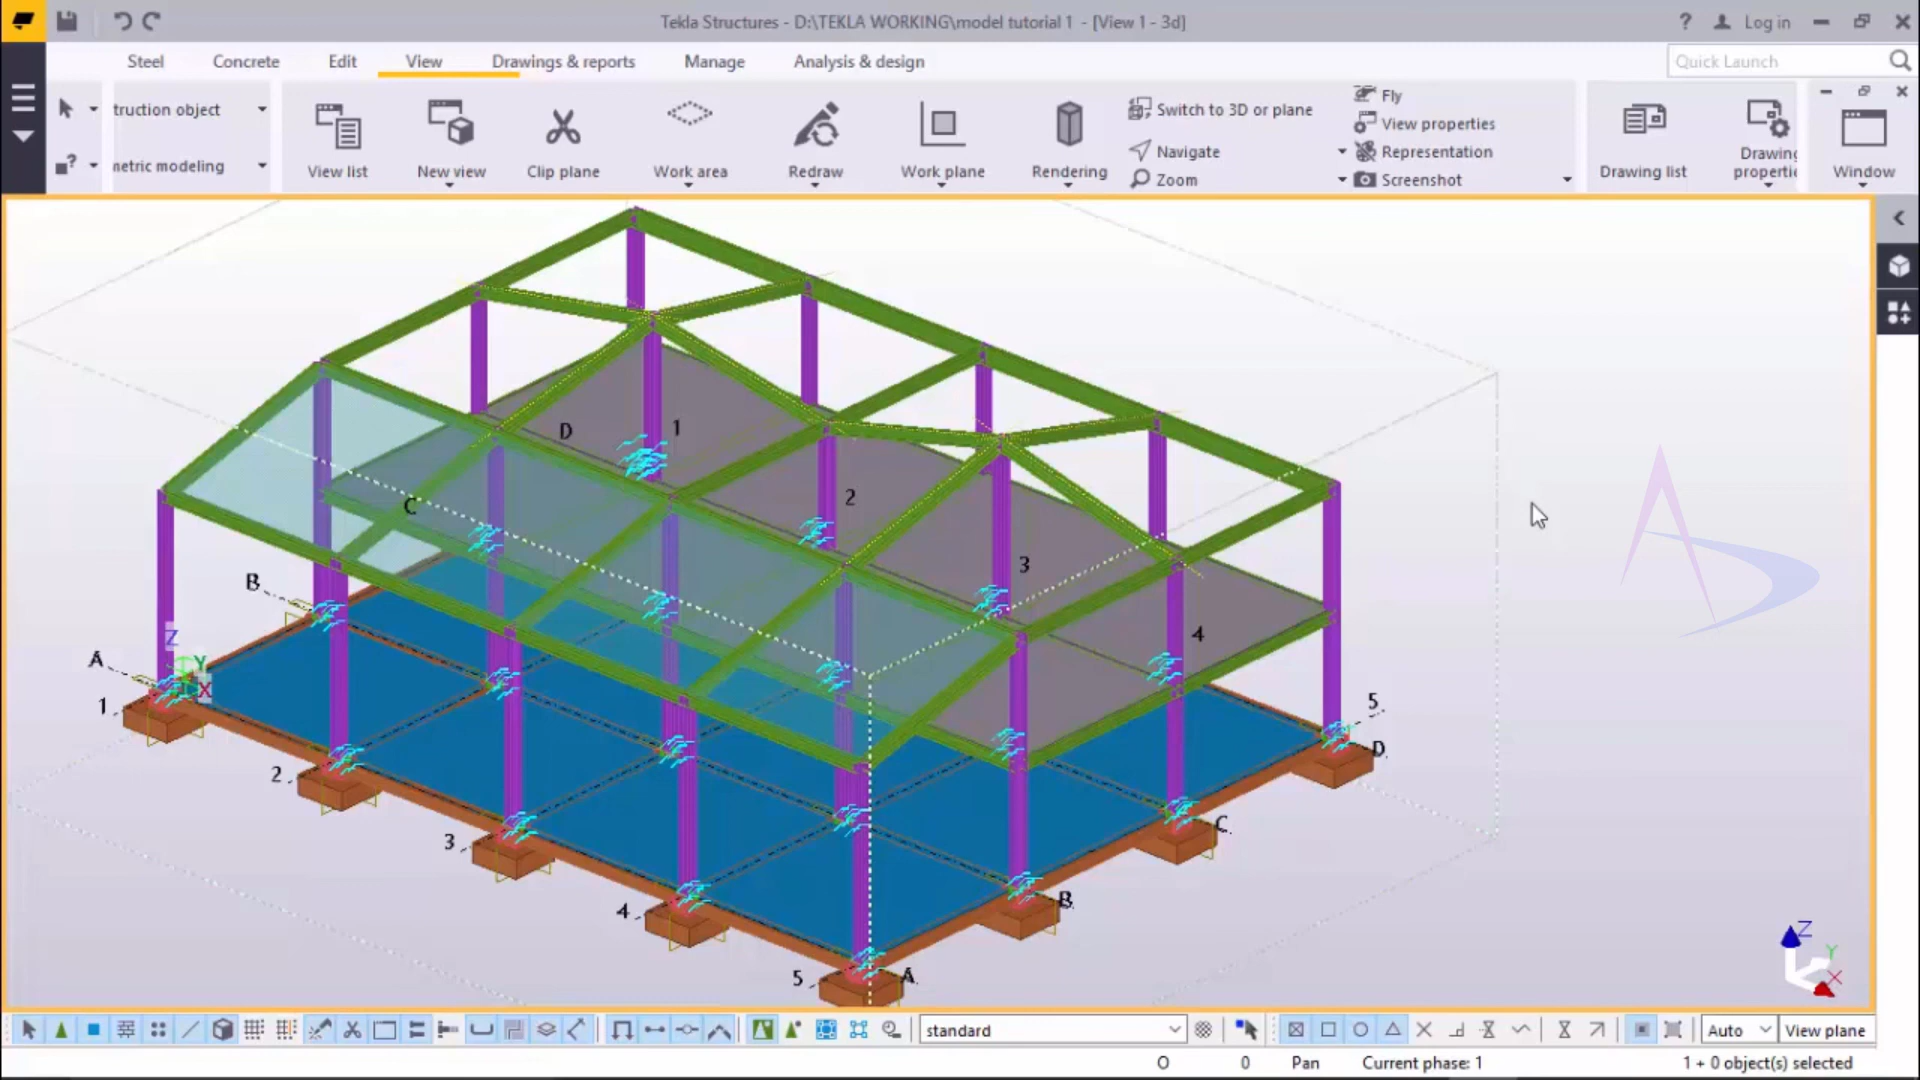 Tekla Structures - D:\TEKLA WORKING\model tutorial 1 - [View 1 - 3d]
? Log in
Steel Concrete Edit View Drawings & reports Manage Analysis & design
Quick Launch
truction object
netric modeling
View list
New view
Clip plane
Work area
Redraw
Work plane
Rendering
Switch to 3D or plane
Navigate
Zoom
Fly
View properties
Representation
Screenshot
Drawing list
Drawing
properti
Window
D 1
C 2
B 3
A 4
Z
Y
X
1
5
D
2
C
3
B
4
5 A
Z
Y
X
standard
Auto
View plane
O 0 Pan Current phase: 1 1 + 0 object(s) selected